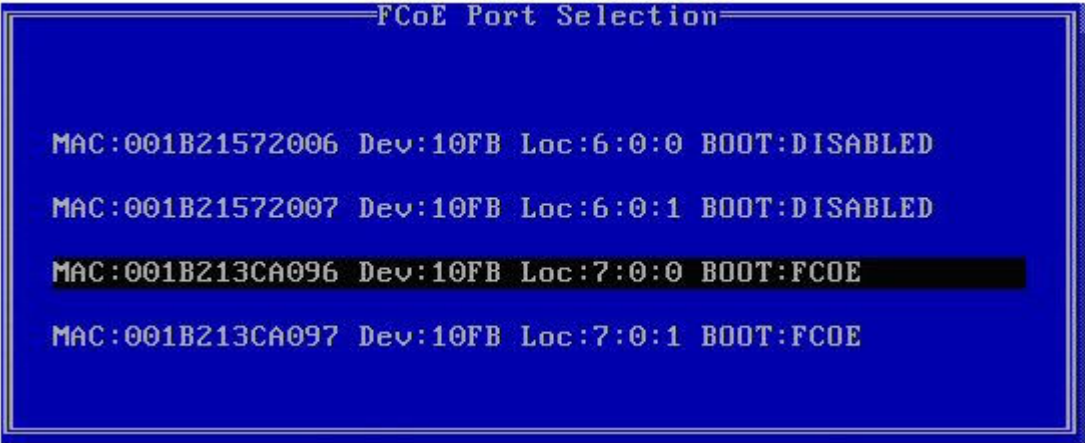 FCoE Port Selection
MAC:001B21572006 Dev:10FB Loc:6:0:0 BOOT:DISABLED
MAC:001B21572007 Dev:10FB Loc:6:0:1 BOOT:DISABLED
MAC:001B213CA096 Dev:10FB Loc:7:0:0 BOOT:FCOE
MAC:001B213CA097 Dev:10FB Loc:7:0:1 BOOT:FCOE